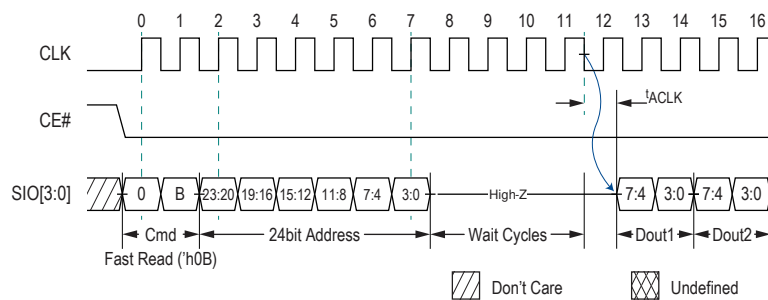 0 1 2 3 4 5 6 7 8 9 10 11 12 13 14 15 16
CLK
tACLK
CE#
SIO[3:0] 0 B 23:20 19:16 15:12 11:8 7:4 3:0 High-Z 7:4 3:0 7:4 3:0
Cmd 24bit Address Wait Cycles Dout1 Dout2
Fast Read ('h0B)
Don't Care Undefined